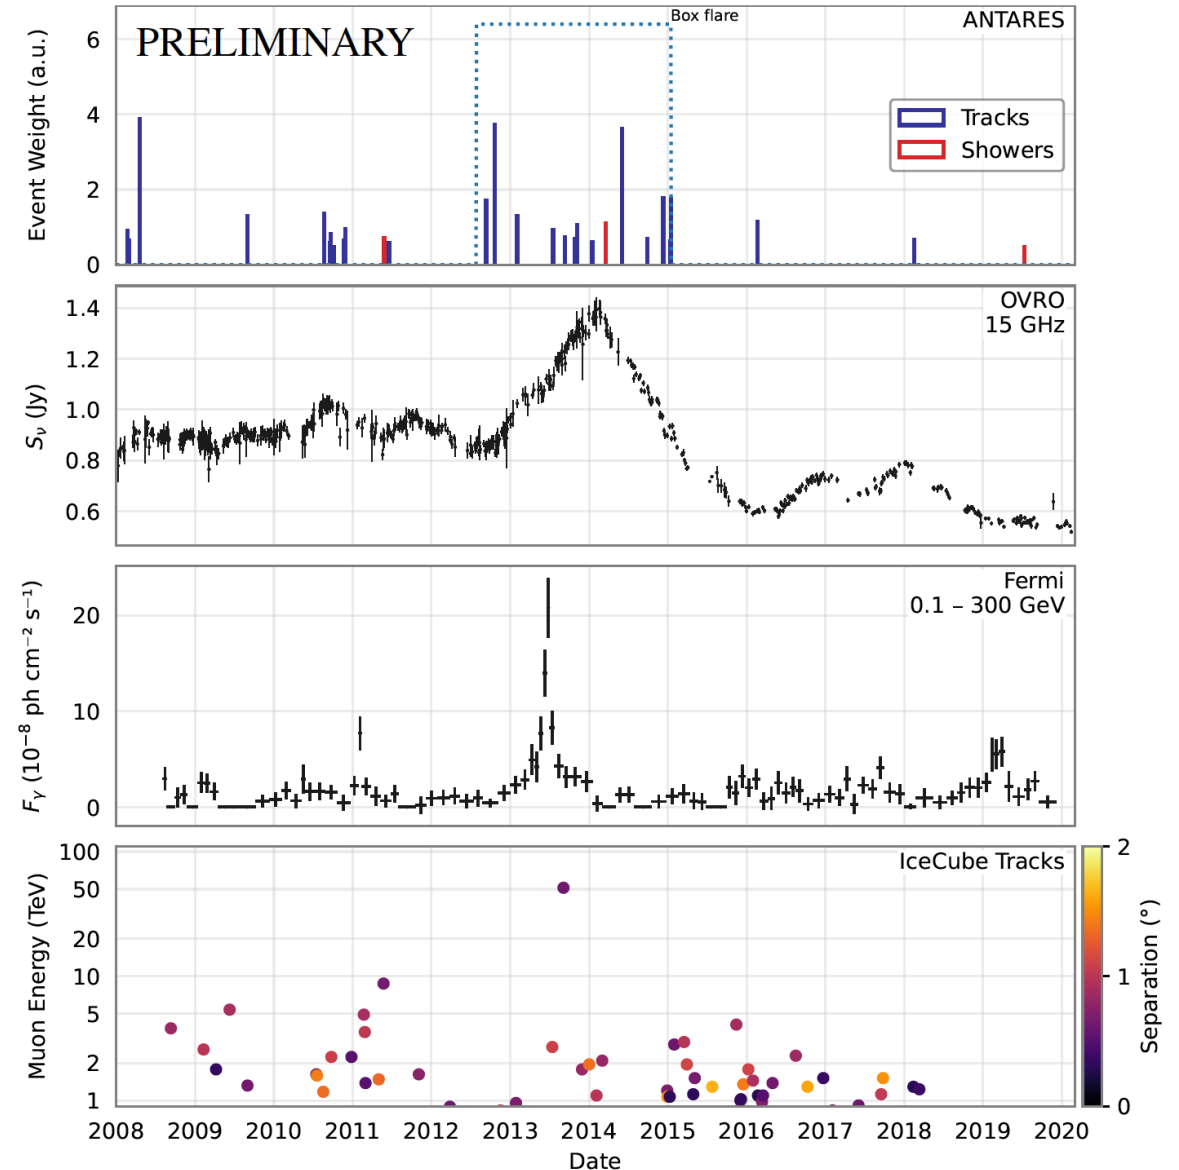 PRELIMINARY
Box flare
ANTARES
Event Weight (a.u.)
6
4
2
0
Tracks
Showers
OVRO
15 GHz
Sν (Jy)
1.4
1.2
1.0
0.8
0.6
Fermi
0.1 – 300 GeV
Fγ (10⁻⁸ ph cm⁻² s⁻¹)
20
10
0
IceCube Tracks
Muon Energy (TeV)
100
50
20
10
5
2
1
2008 2009 2010 2011 2012 2013 2014 2015 2016 2017 2018 2019 2020
Date
2
1
0
Separation (°)